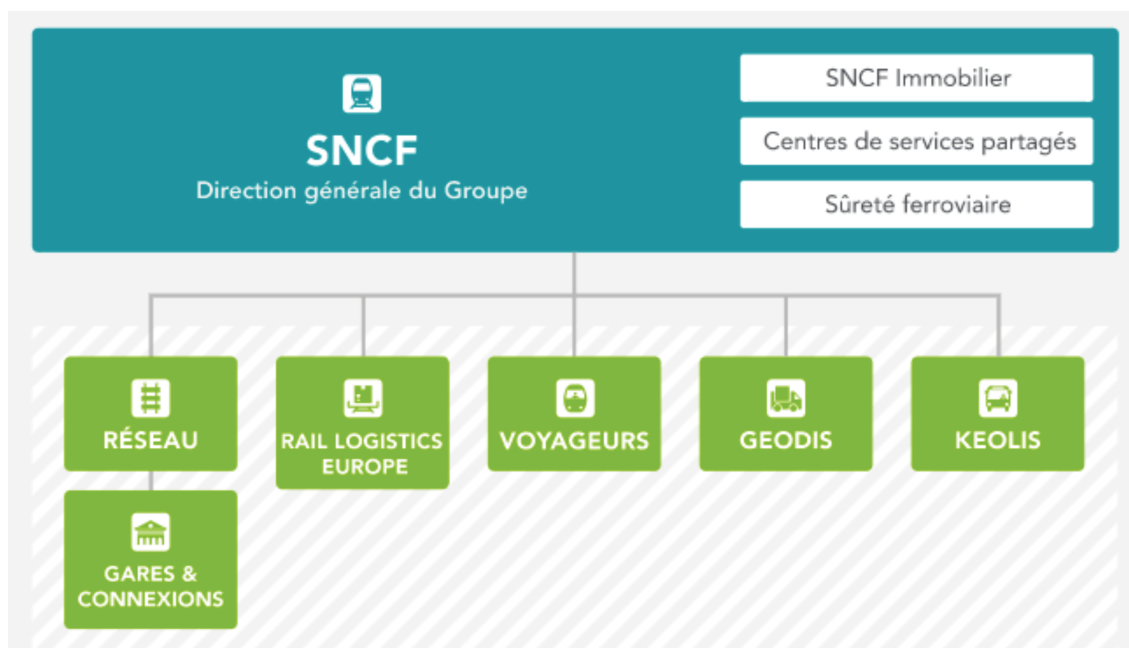 SNCF
Direction générale du Groupe
SNCF Immobilier
Centres de services partagés
Sûreté ferroviaire
RÉSEAU
RAIL LOGISTICS
EUROPE
VOYAGEURS
GEODIS
KEOLIS
GARES &
CONNEXIONS